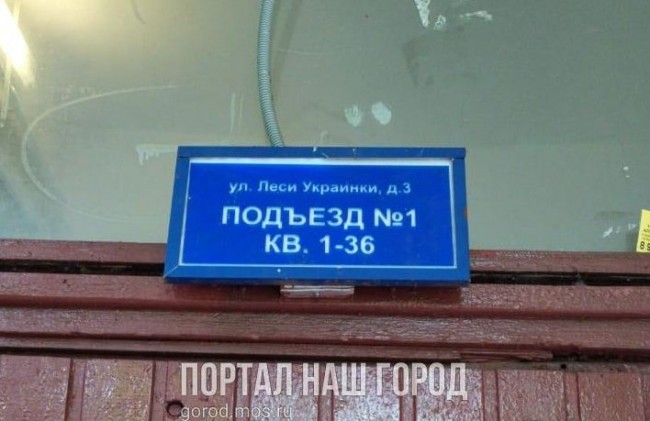 ул. Леси Украинки, д.3
ПОДЪЕЗД №1
КВ. 1-36
ПОРТАЛ НАШ ГОРОД
gorod.mos.ru